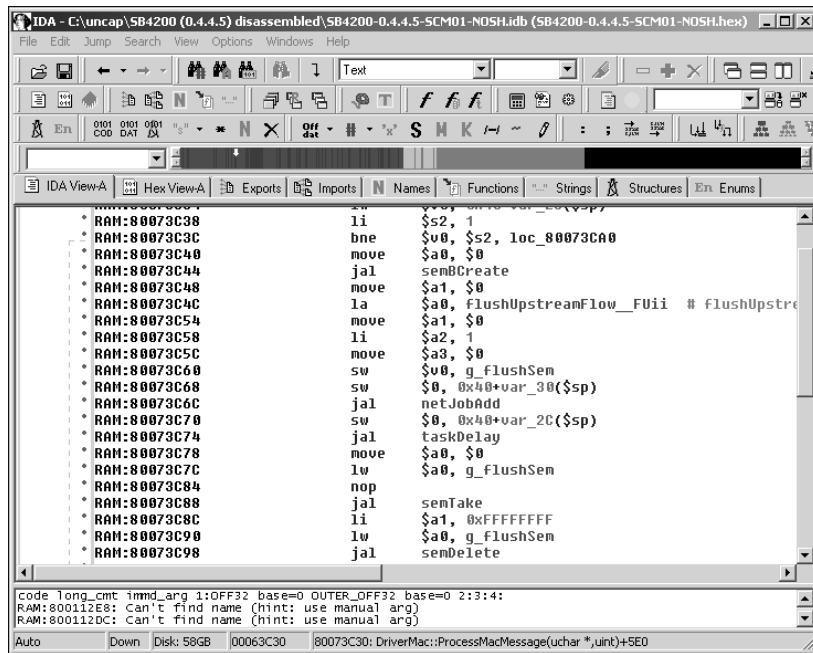 IDA - C:\uncap\SB4200 (0.4.4.5) disassembled\SB4200-0.4.4.5-SCM01-NOSH.idb (SB4200-0.4.4.5-SCM01-NOSH.hex)
File Edit Jump Search View Options Windows Help
Text
En 0101 COD 0101 DAT "s" N Off dat # 'x' S M K
IDA View-A Hex View-A Exports Imports N Names Functions Strings Structures En Enums
RAM:80073C38 li $s2, 1
RAM:80073C3C bne $v0, $s2, loc_80073CA0
RAM:80073C40 move $a0, $0
RAM:80073C44 jal semBCreate
RAM:80073C48 move $a1, $0
RAM:80073C4C la $a0, flushUpstreamFlow__FUii # flushUpstre
RAM:80073C54 move $a1, $0
RAM:80073C58 li $a2, 1
RAM:80073C5C move $a3, $0
RAM:80073C60 sw $v0, g_flushSem
RAM:80073C68 sw $0, 0x40+var_30($sp)
RAM:80073C6C jal netJobAdd
RAM:80073C70 sw $0, 0x40+var_2C($sp)
RAM:80073C74 jal taskDelay
RAM:80073C78 move $a0, $0
RAM:80073C7C lw $a0, g_flushSem
RAM:80073C84 nop
RAM:80073C88 jal semTake
RAM:80073C8C li $a1, 0xFFFFFFFF
RAM:80073C90 lw $a0, g_flushSem
RAM:80073C98 jal semDelete
code long_cmt immd_arg 1:OFF32 base=0 OUTER_OFF32 base=0 2:3:4:
RAM:800112E8: Can't find name (hint: use manual arg)
RAM:800112DC: Can't find name (hint: use manual arg)
Auto Down Disk: 58GB 00063C30 80073C30: DriverMac::ProcessMacMessage(uchar *,uint)+5E0